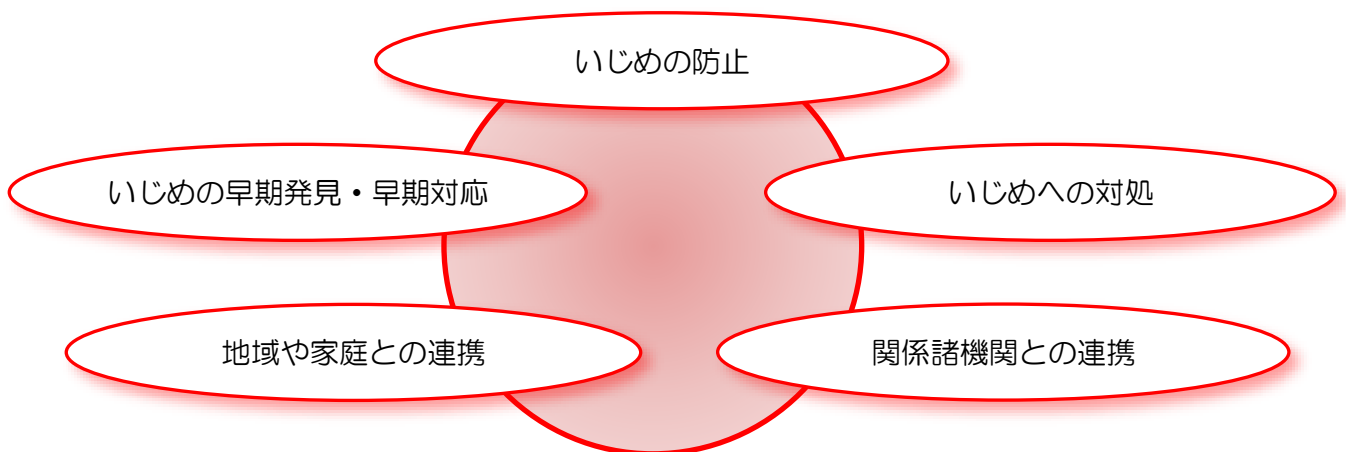 いじめの防止
いじめの早期発見・早期対応
いじめへの対処
地域や家庭との連携
関係諸機関との連携